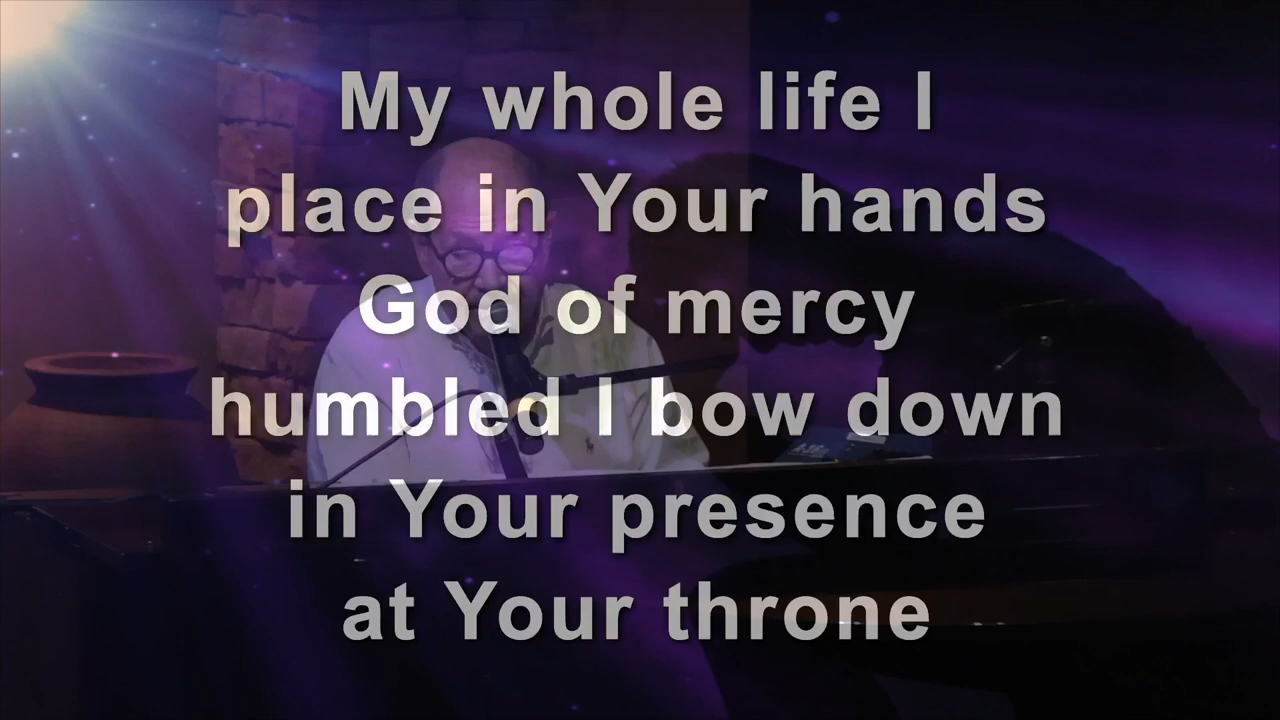 My whole life I
place in Your hands
God of mercy
humbled I bow down
in Your presence
at Your throne